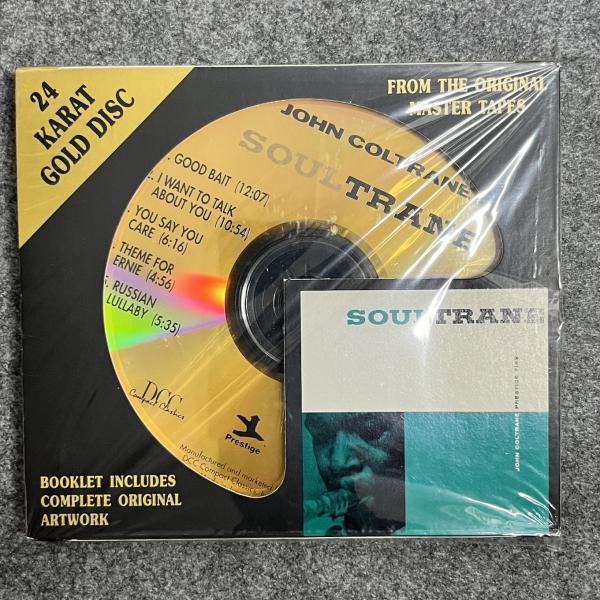 24
KARAT
GOLD DISC
FROM THE ORIGINAL
MASTER TAPES
JOHN COLTRANE
SOULTRANE
GOOD BAIT (12:07)
I WANT TO TALK
ABOUT YOU (10:54)
YOU SAY YOU
CARE (6:16)
THEME FOR
ERNIE (4:56)
RUSSIAN
LULLABY (5:35)
DCC
Compact Classics
Prestige
Manufactured and marketed
DCC Compact Classics,
SOULTRANE
JOHN COLTRANE PRESTIGE 7142
BOOKLET INCLUDES
COMPLETE ORIGINAL
ARTWORK